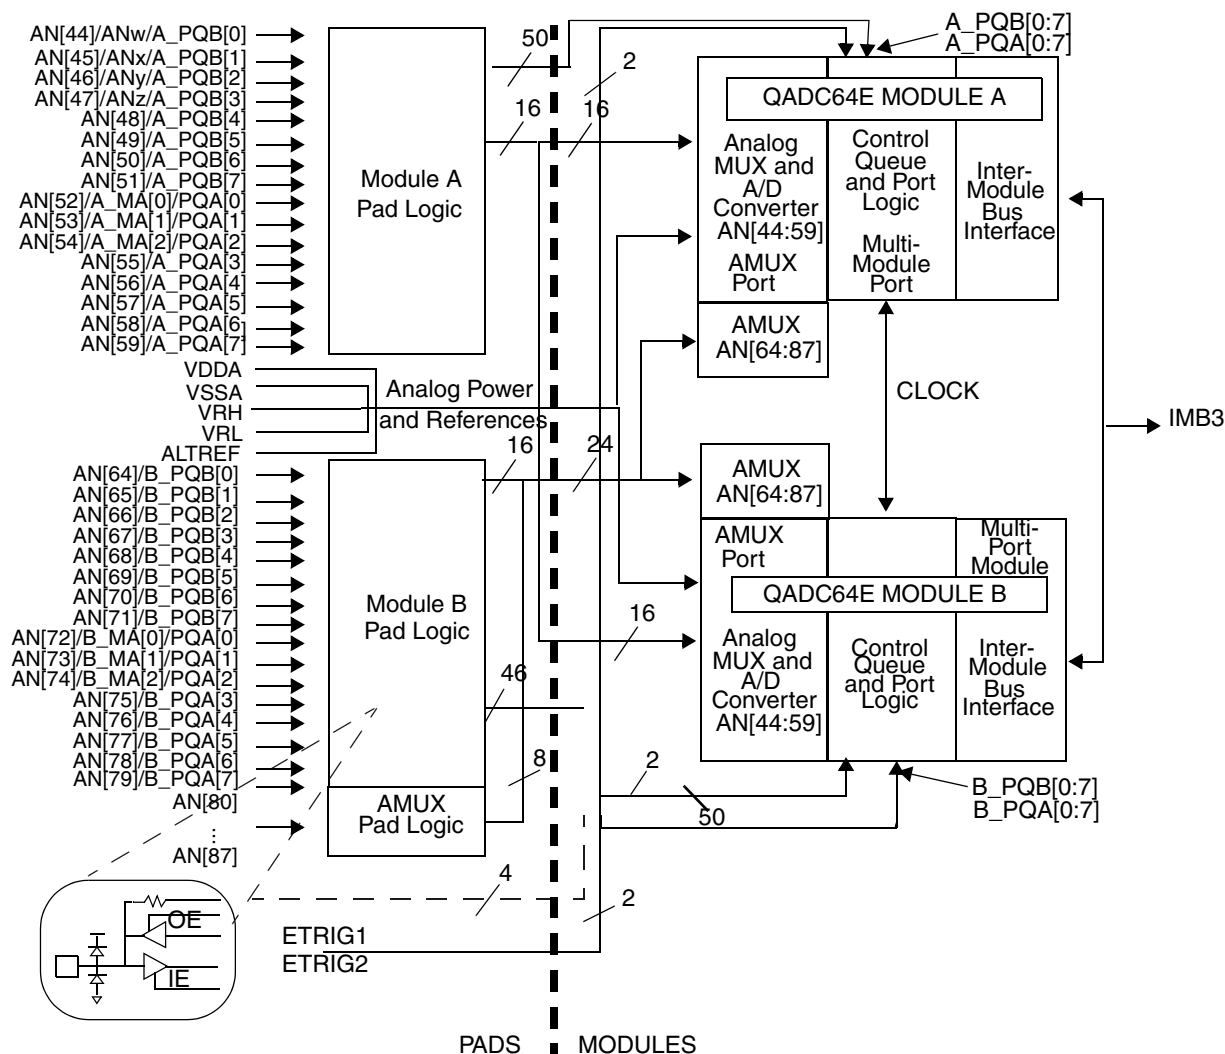 AN[44]/ANw/A_PQB[0]
AN[45]/ANx/A_PQB[1]
AN[46]/ANy/A_PQB[2]
AN[47]/ANz/A_PQB[3]
AN[48]/A_PQB[4]
AN[49]/A_PQB[5]
AN[50]/A_PQB[6]
AN[51]/A_PQB[7]
AN[52]/A_MA[0]/PQA[0]
AN[53]/A_MA[1]/PQA[1]
AN[54]/A_MA[2]/PQA[2]
AN[55]/A_PQA[3]
AN[56]/A_PQA[4]
AN[57]/A_PQA[5]
AN[58]/A_PQA[6]
AN[59]/A_PQA[7]
VDDA
VSSA
VRH
VRL
ALTREF
AN[64]/B_PQB[0]
AN[65]/B_PQB[1]
AN[66]/B_PQB[2]
AN[67]/B_PQB[3]
AN[68]/B_PQB[4]
AN[69]/B_PQB[5]
AN[70]/B_PQB[6]
AN[71]/B_PQB[7]
AN[72]/B_MA[0]/PQA[0]
AN[73]/B_MA[1]/PQA[1]
AN[74]/B_MA[2]/PQA[2]
AN[75]/B_PQA[3]
AN[76]/B_PQA[4]
AN[77]/B_PQA[5]
AN[78]/B_PQA[6]
AN[79]/B_PQA[7]
AN[80]
AN[87]
OE
IE
Module A
Pad Logic
Analog Power
and References
Module B
Pad Logic
AMUX
Pad Logic
ETRIG1
ETRIG2
50
2
16
16
16
24
16
46
8
2
50
4
2
A_PQB[0:7]
A_PQA[0:7]
QADC64E MODULE A
Analog
MUX and
A/D
Converter
AN[44:59]
AMUX
Port
Control
Queue
and Port
Logic
Multi-
Module
Port
Inter-
Module
Bus
Interface
AMUX
AN[64:87]
CLOCK
IMB3
AMUX
AN[64:87]
AMUX
Port
Multi-
Port
Module
QADC64E MODULE B
Analog
MUX and
A/D
Converter
AN[44:59]
Control
Queue
and Port
Logic
Inter-
Module
Bus
Interface
B_PQB[0:7]
B_PQA[0:7]
PADS
MODULES